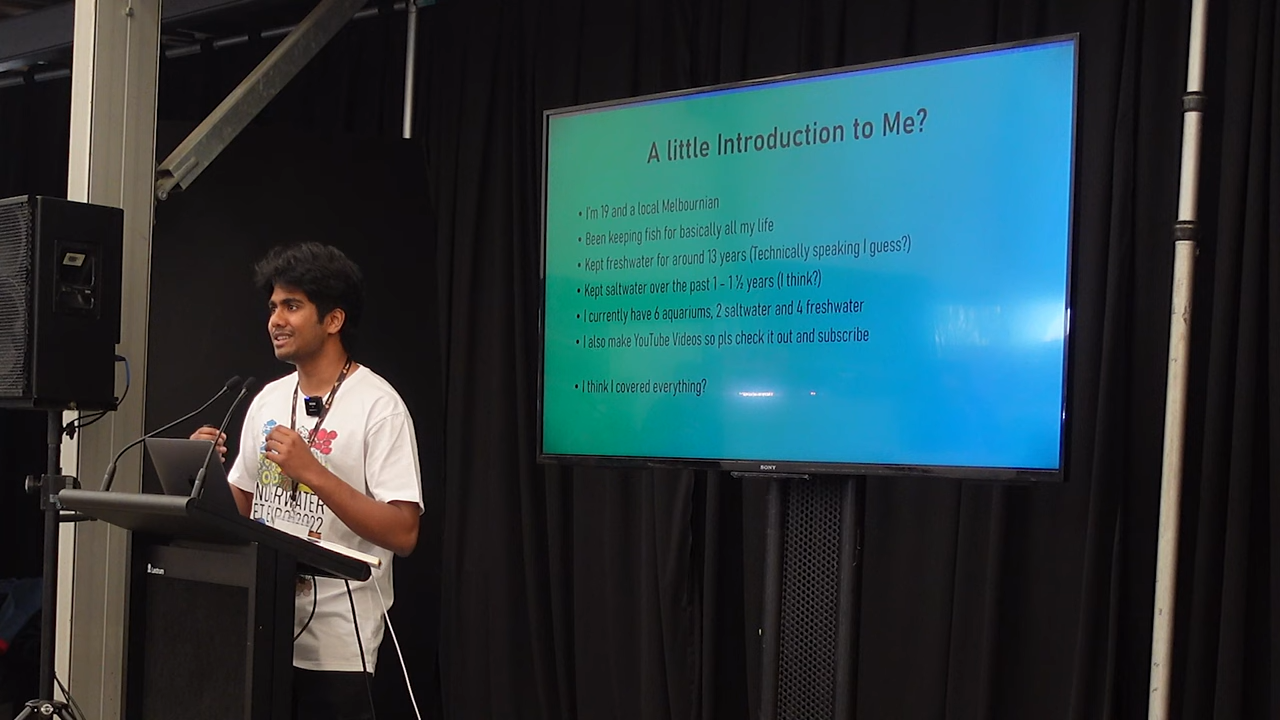 A little Introduction to Me?
• I'm 19 and a local Melbournian
• Been keeping fish for basically all my life
• Kept freshwater for around 13 years (Technically speaking I guess?)
• Kept saltwater over the past 1 - 1 ½ years (I think?)
• I currently have 6 aquariums, 2 saltwater and 4 freshwater
• I also make YouTube Videos so pls check it out and subscribe
• I think I covered everything?
SONY
NDERWATER
2022
Lectrum